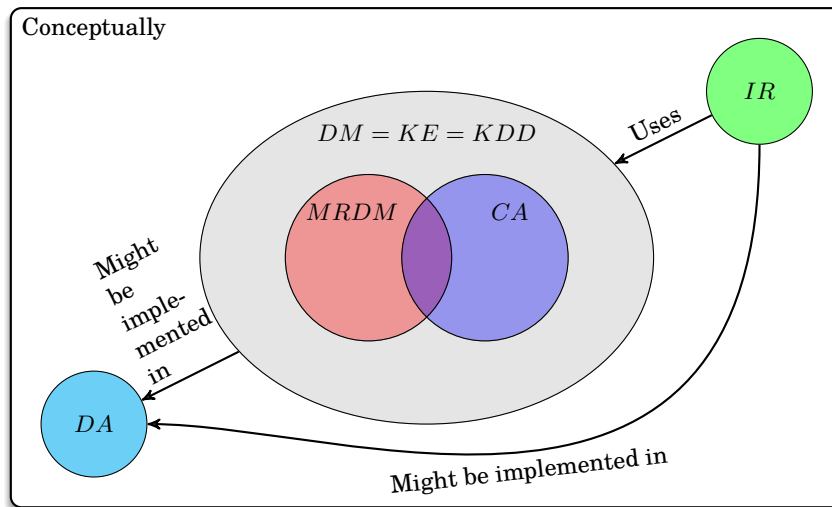 Conceptually
IR
Uses
DM = KE = KDD
MRDM
CA
Might
be
imple-
mented
in
DA
Might be implemented in